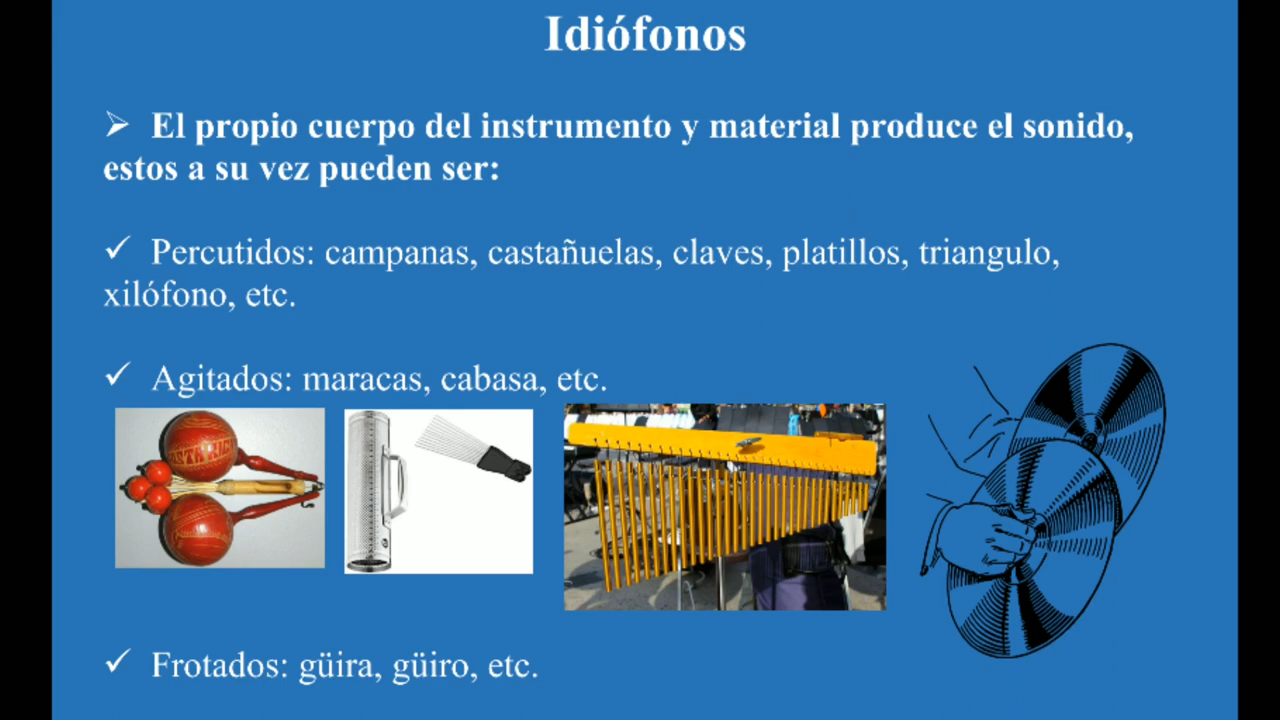 Idiófonos
➢ El propio cuerpo del instrumento y material produce el sonido,
estos a su vez pueden ser:
✓ Percutidos: campanas, castañuelas, claves, platillos, triangulo,
xilófono, etc.
✓ Agitados: maracas, cabasa, etc.
✓ Frotados: güira, güiro, etc.